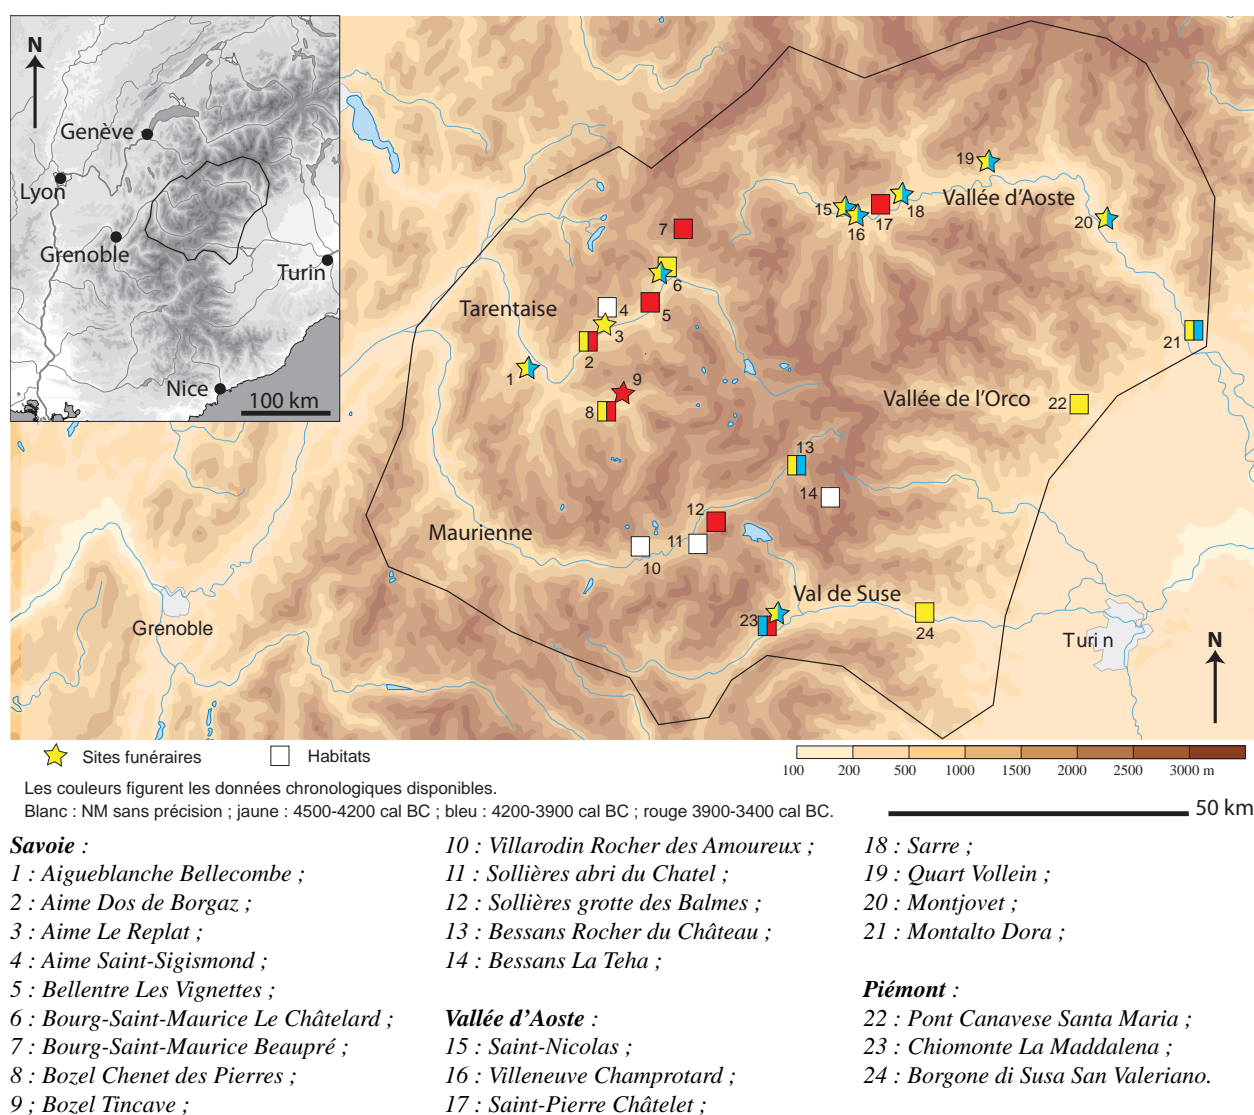 N
Genève
Lyon
Grenoble
Turin
Nice
100 km
19
15
16
17
18
Vallée d'Aoste
20
7
6
Tarentaise
4
5
3
2
21
1
9
8
Vallée de l'Orco
22
13
14
12
Maurienne
11
10
Val de Suse
23
24
Grenoble
Turin
N
Sites funéraires
Habitats
100 200 500 1000 1500 2000 2500 3000 m
Les couleurs figurent les données chronologiques disponibles.
Blanc : NM sans précision ; jaune : 4500-4200 cal BC ; bleu : 4200-3900 cal BC ; rouge 3900-3400 cal BC.
50 km
Savoie :
1 : Aigueblanche Bellecombe ;
2 : Aime Dos de Borgaz ;
3 : Aime Le Replat ;
4 : Aime Saint-Sigismond ;
5 : Bellentre Les Vignettes ;
6 : Bourg-Saint-Maurice Le Châtelard ;
7 : Bourg-Saint-Maurice Beaupré ;
8 : Bozel Chenet des Pierres ;
9 ; Bozel Tincave ;
10 : Villarodin Rocher des Amoureux ;
11 : Sollières abri du Chatel ;
12 : Sollières grotte des Balmes ;
13 : Bessans Rocher du Château ;
14 : Bessans La Teha ;
Vallée d'Aoste :
15 : Saint-Nicolas ;
16 : Villeneuve Champrotard ;
17 : Saint-Pierre Châtelet ;
18 : Sarre ;
19 : Quart Vollein ;
20 : Montjovet ;
21 : Montalto Dora ;
Piémont :
22 : Pont Canavese Santa Maria ;
23 : Chiomonte La Maddalena ;
24 : Borgone di Susa San Valeriano.